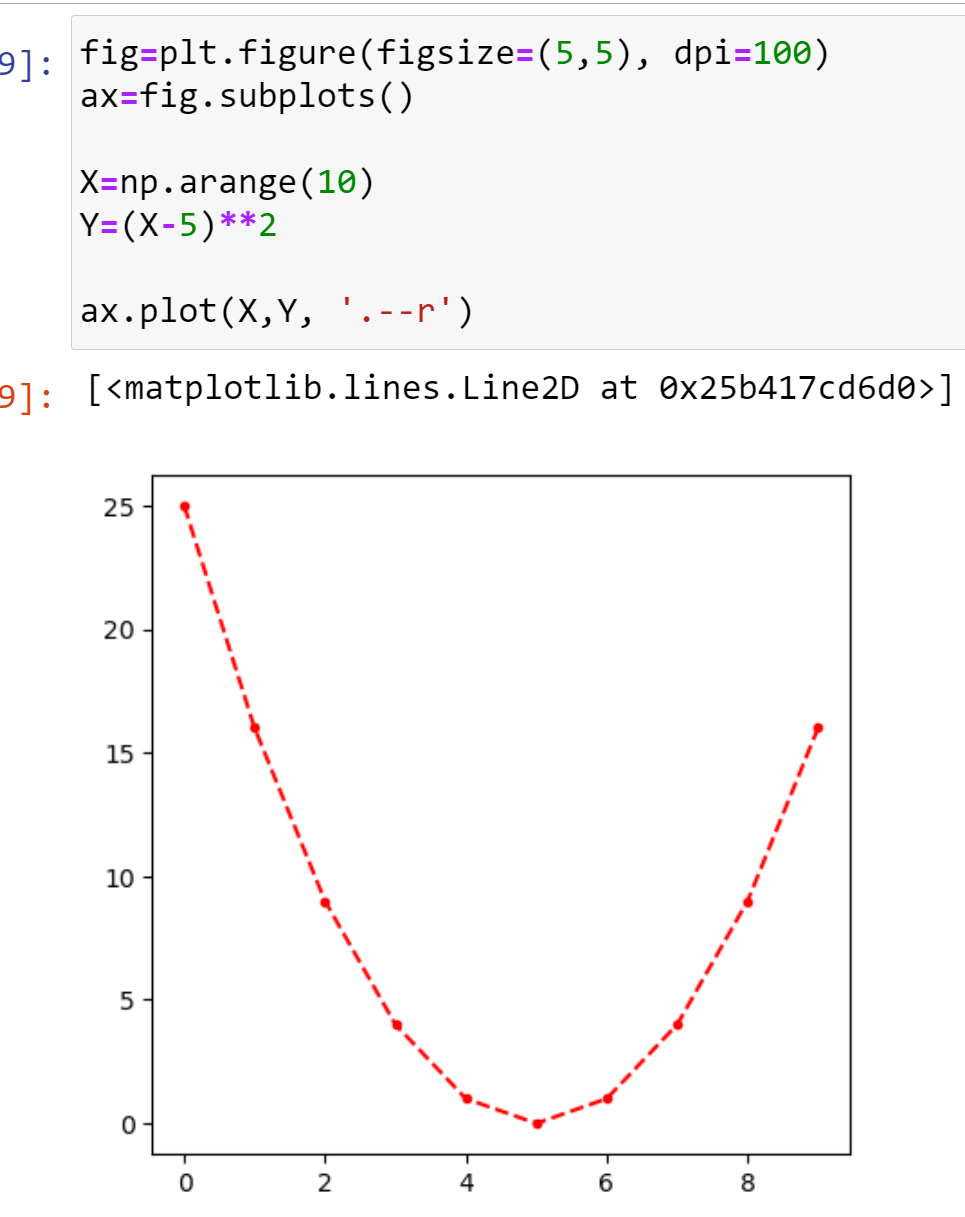 9]:
fig=plt.figure(figsize=(5,5), dpi=100)
ax=fig.subplots()
X=np.arange(10)
Y=(X-5)**2
ax.plot(X,Y, '.--r')
9]:
[<matplotlib.lines.Line2D at 0x25b417cd6d0>]
25
20
15
10
5
0
0 2 4 6 8